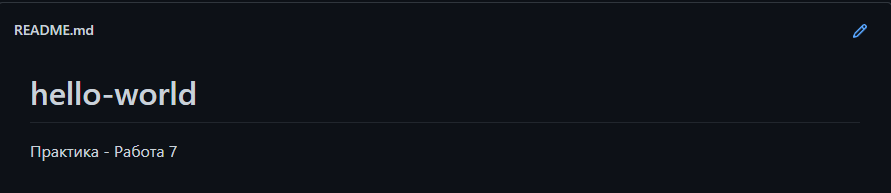 README.md
hello-world
Практика - Работа 7